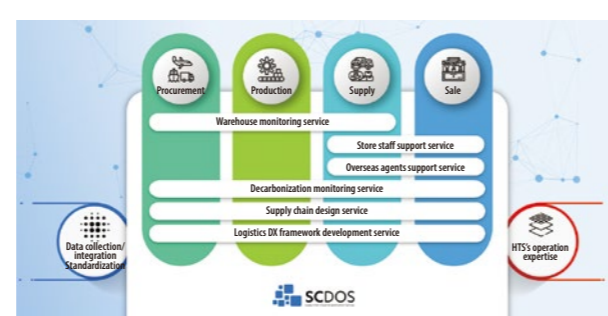 Procurement
Production
Supply
Sale
Warehouse monitoring service
Store staff support service
Overseas agents support service
Decarbonization monitoring service
Supply chain design service
Logistics DX framework development service
Data collection/
integration
Standardization
HTS's operation
expertise
SCDOS